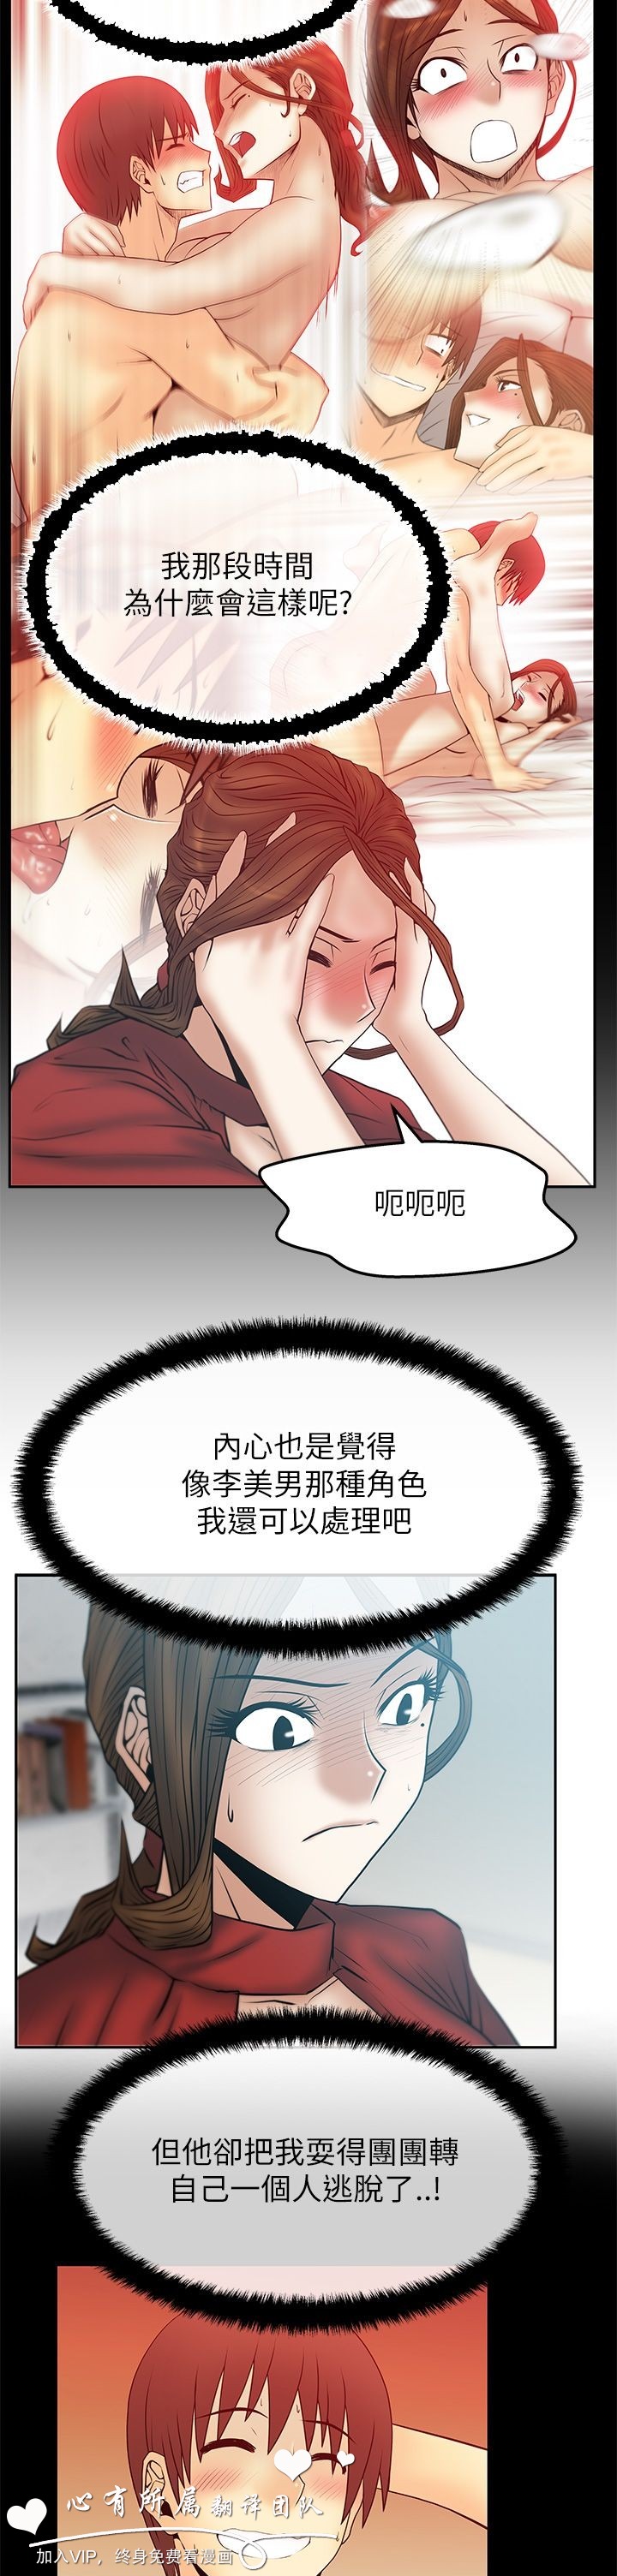 我那段時間
為什麼會這樣呢?
呃呃呃
內心也是覺得
像李美男那種角色
我還可以處理吧
但他卻把我耍得團團轉
自己一個人逃脫了..!
心有所属翻译团队
加入VIP，终身免费看漫画